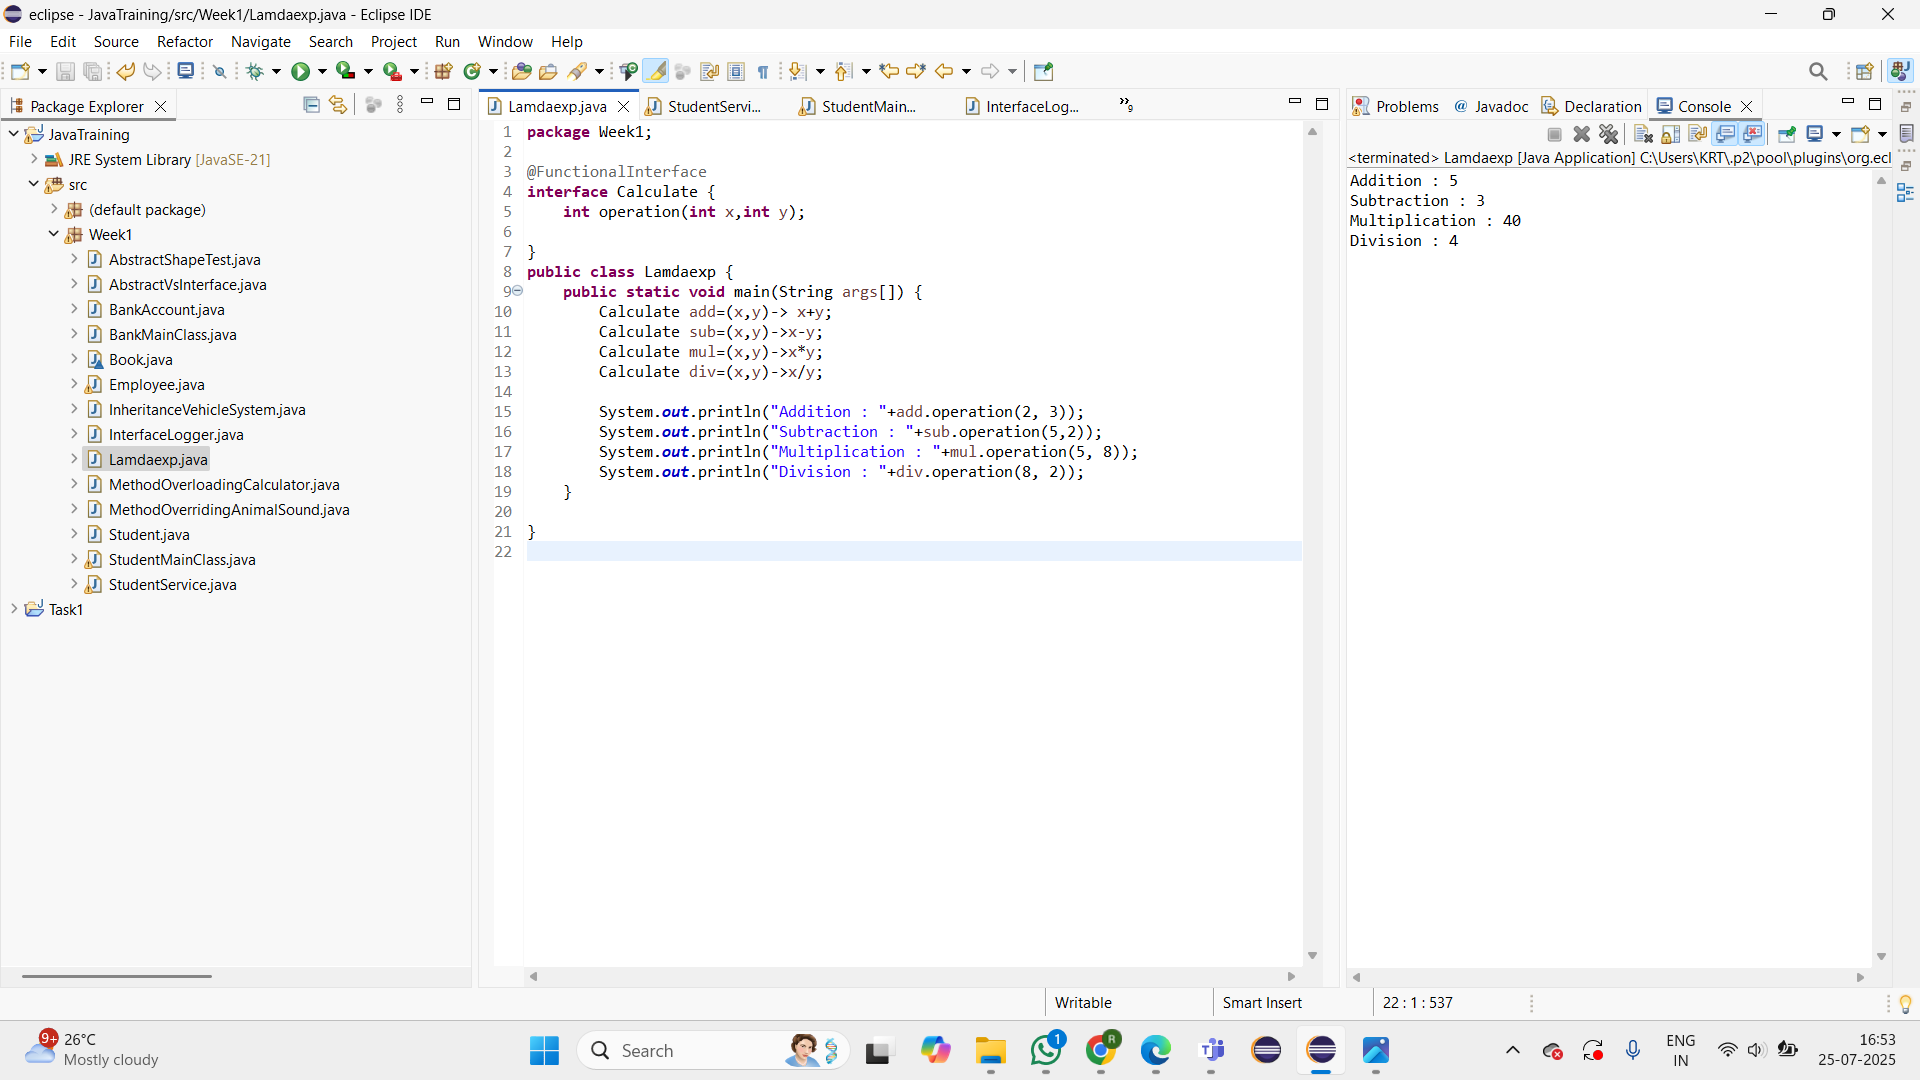 eclipse - JavaTraining/src/Week1/Lamdaexp.java - Eclipse IDE
File Edit Source Refactor Navigate Search Project Run Window Help
Package Explorer
JavaTraining
JRE System Library [JavaSE-21]
src
(default package)
Week1
AbstractShapeTest.java
AbstractVsInterface.java
BankAccount.java
BankMainClass.java
Book.java
Employee.java
InheritanceVehicleSystem.java
InterfaceLogger.java
Lamdaexp.java
MethodOverloadingCalculator.java
MethodOverridingAnimalSound.java
Student.java
StudentMainClass.java
StudentService.java
Task1
Lamdaexp.java StudentServi... StudentMain... InterfaceLog... »9
1 package Week1;
2
3 @FunctionalInterface
4 interface Calculate {
5 int operation(int x,int y);
6
7 }
8 public class Lamdaexp {
9 public static void main(String args[]) {
10 Calculate add=(x,y)-> x+y;
11 Calculate sub=(x,y)->x-y;
12 Calculate mul=(x,y)->x*y;
13 Calculate div=(x,y)->x/y;
14
15 System.out.println("Addition : "+add.operation(2, 3));
16 System.out.println("Subtraction : "+sub.operation(5,2));
17 System.out.println("Multiplication : "+mul.operation(5, 8));
18 System.out.println("Division : "+div.operation(8, 2));
19 }
20
21 }
22
Problems @ Javadoc Declaration Console
<terminated> Lamdaexp [Java Application] C:\Users\KRT\.p2\pool\plugins\org.ecl
Addition : 5
Subtraction : 3
Multiplication : 40
Division : 4
Writable Smart Insert 22 : 1 : 537
9+ 26°C
Mostly cloudy
Search
1
R
ENG
IN
16:53
25-07-2025